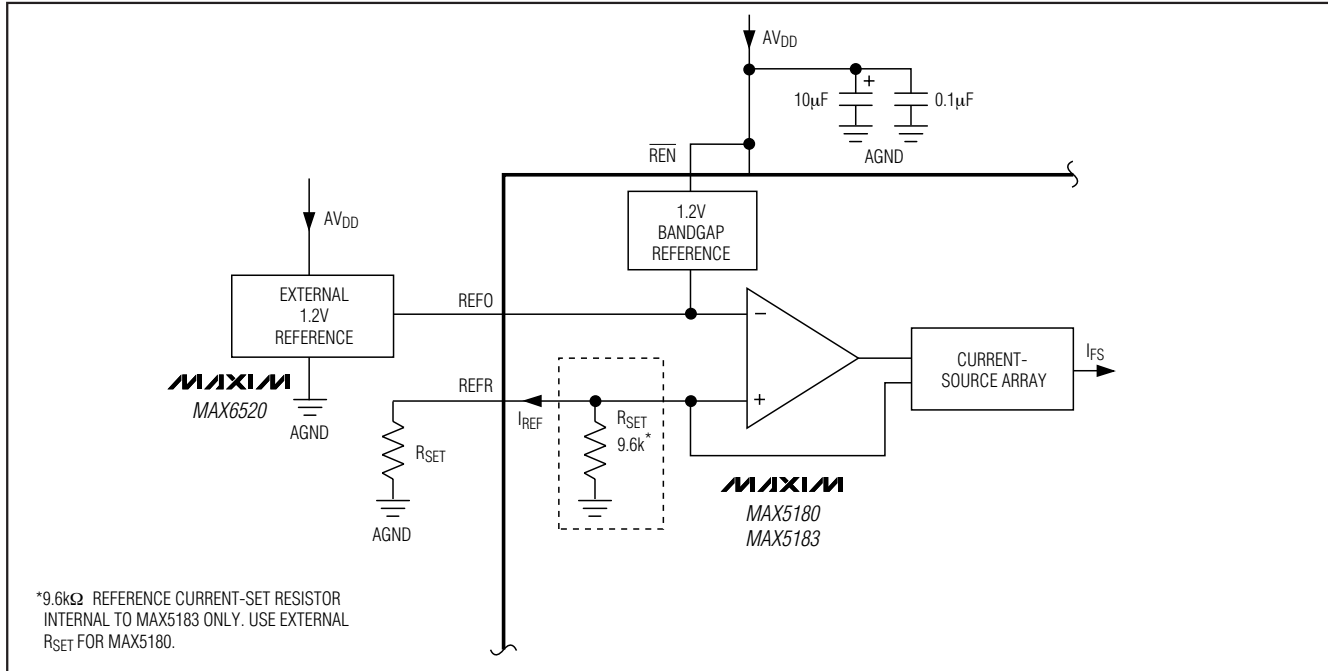 AVDD
10µF
+
0.1µF
AGND
REN
AVDD
1.2V
BANDGAP
REFERENCE
EXTERNAL
1.2V
REFERENCE
REFO
−
CURRENT-
SOURCE ARRAY
IFS
MAXIM
MAX6520
AGND
REFR
IREF
RSET
9.6k*
+
RSET
AGND
MAXIM
MAX5180
MAX5183
*9.6kΩ REFERENCE CURRENT-SET RESISTOR
INTERNAL TO MAX5183 ONLY. USE EXTERNAL
RSET FOR MAX5180.